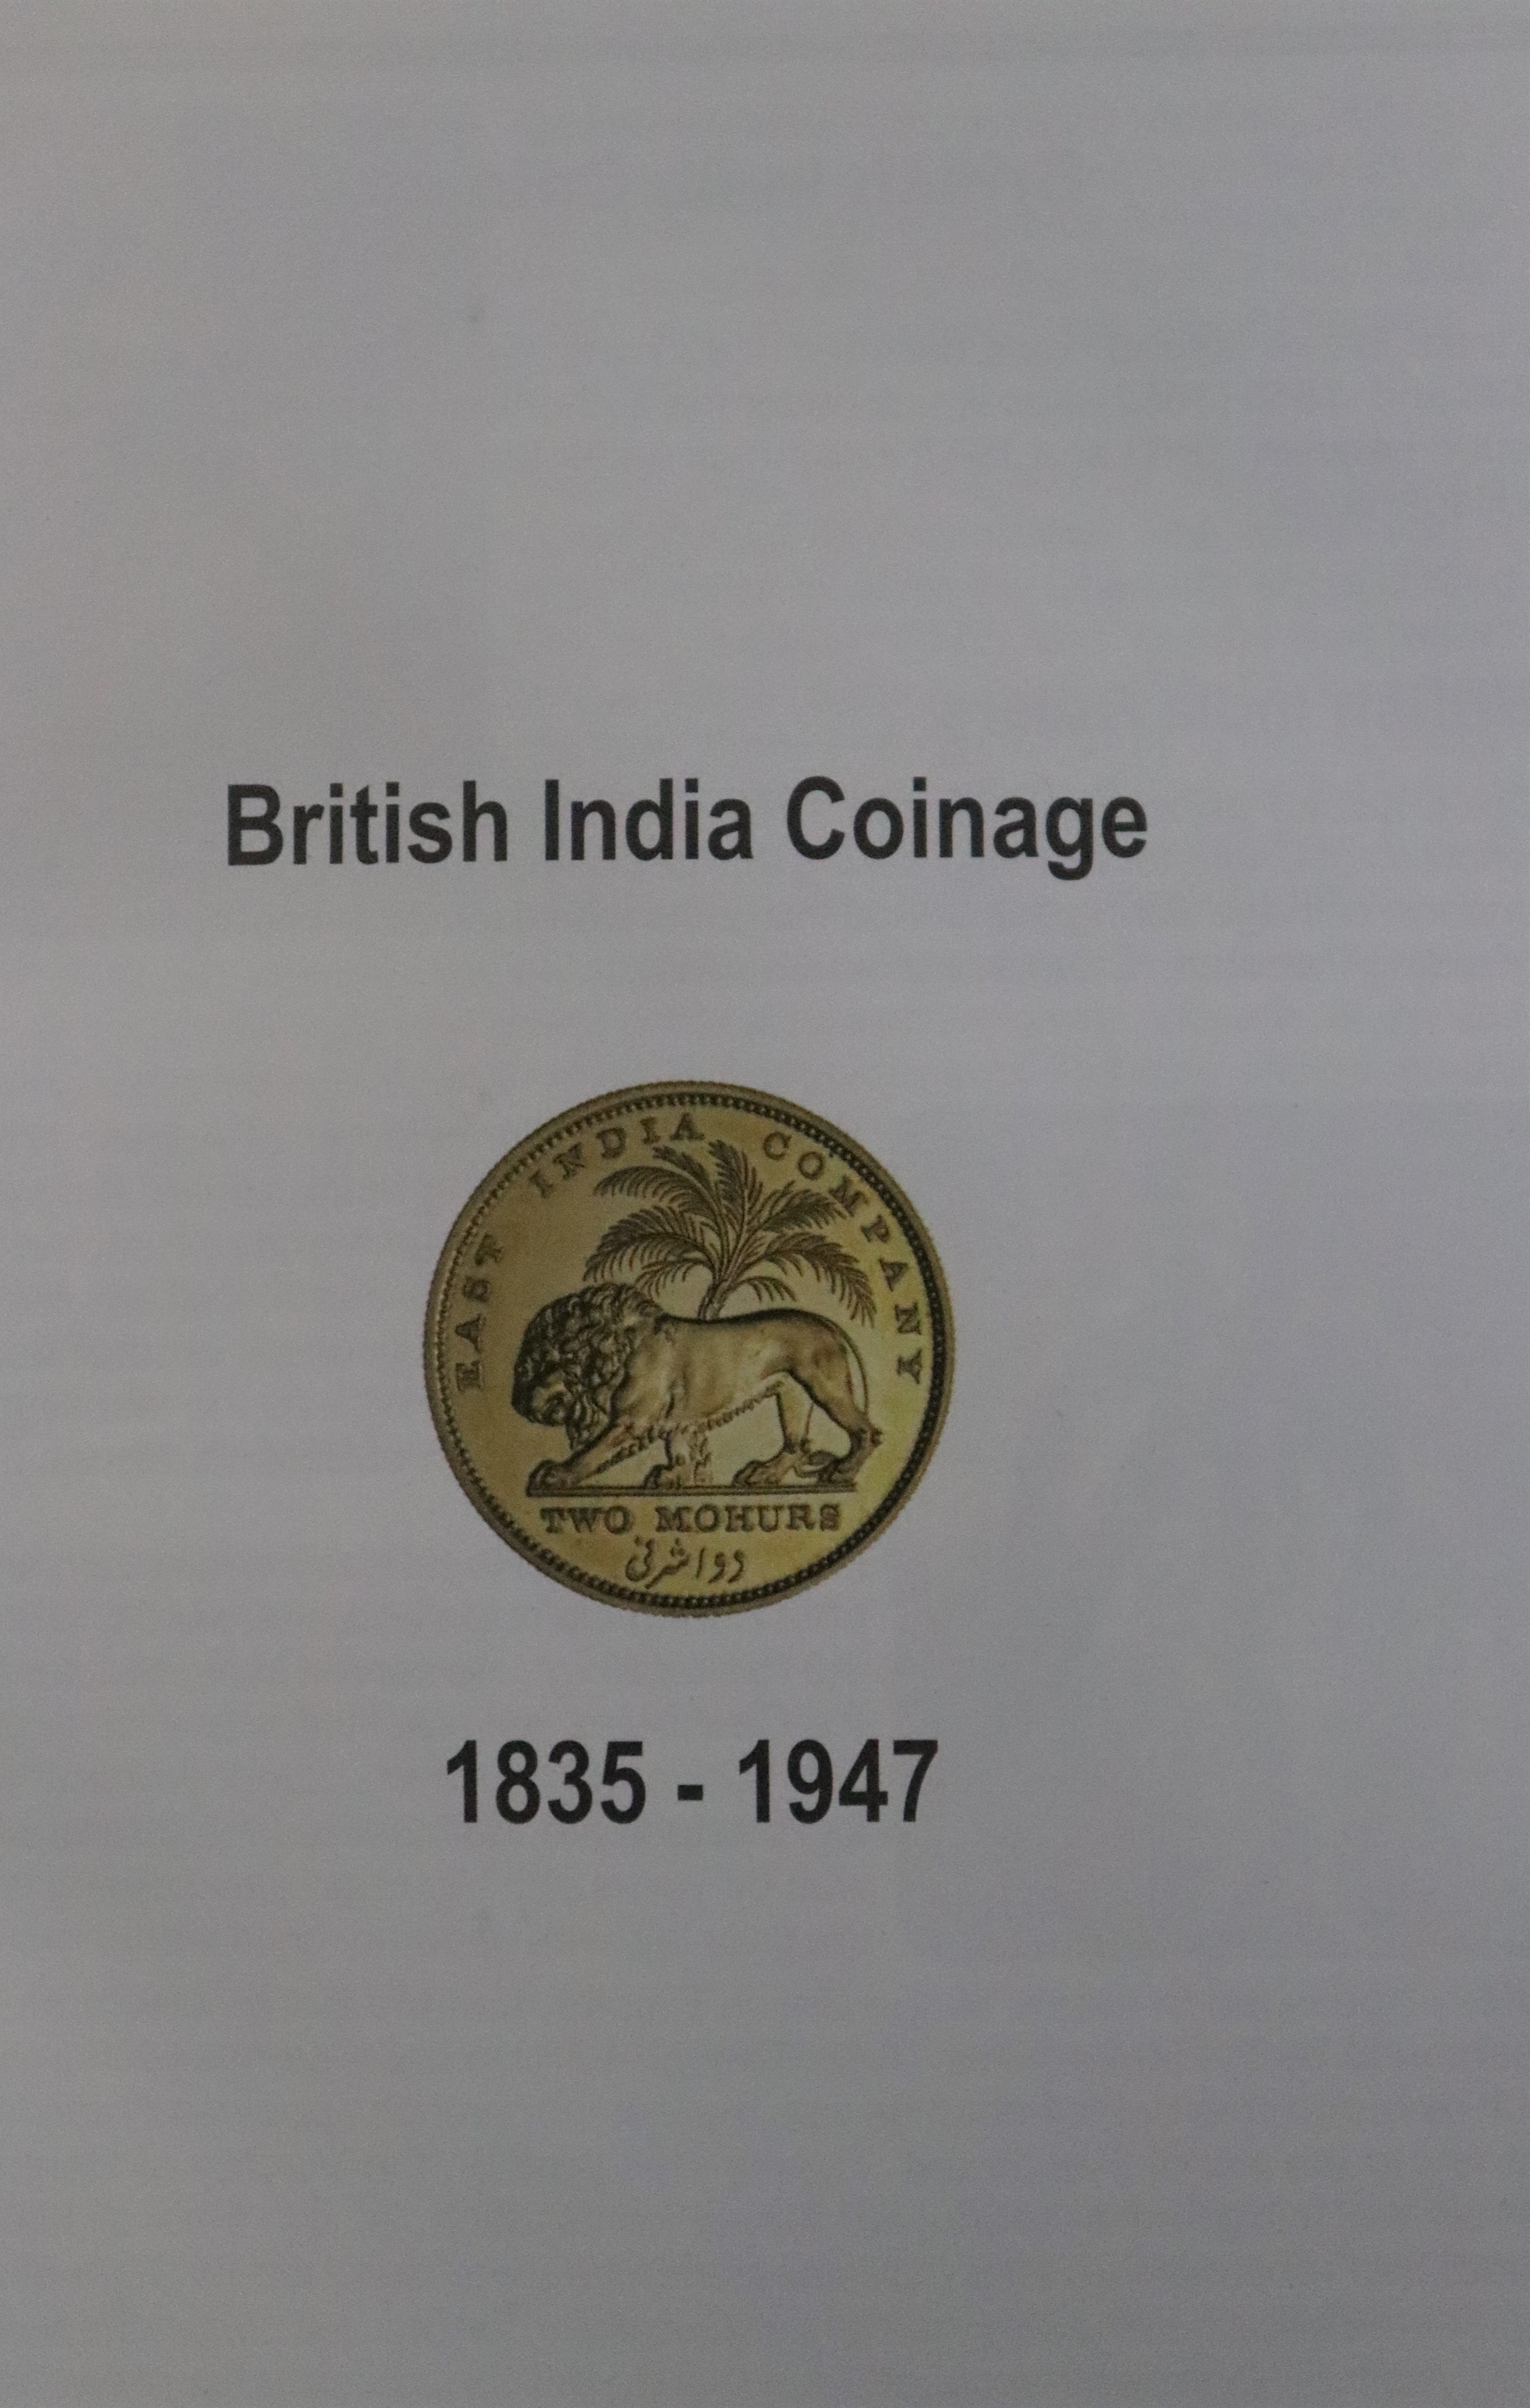 British India Coinage
EAST INDIA COMPANY
TWO MOHURS
دو اشرفی
1835 - 1947